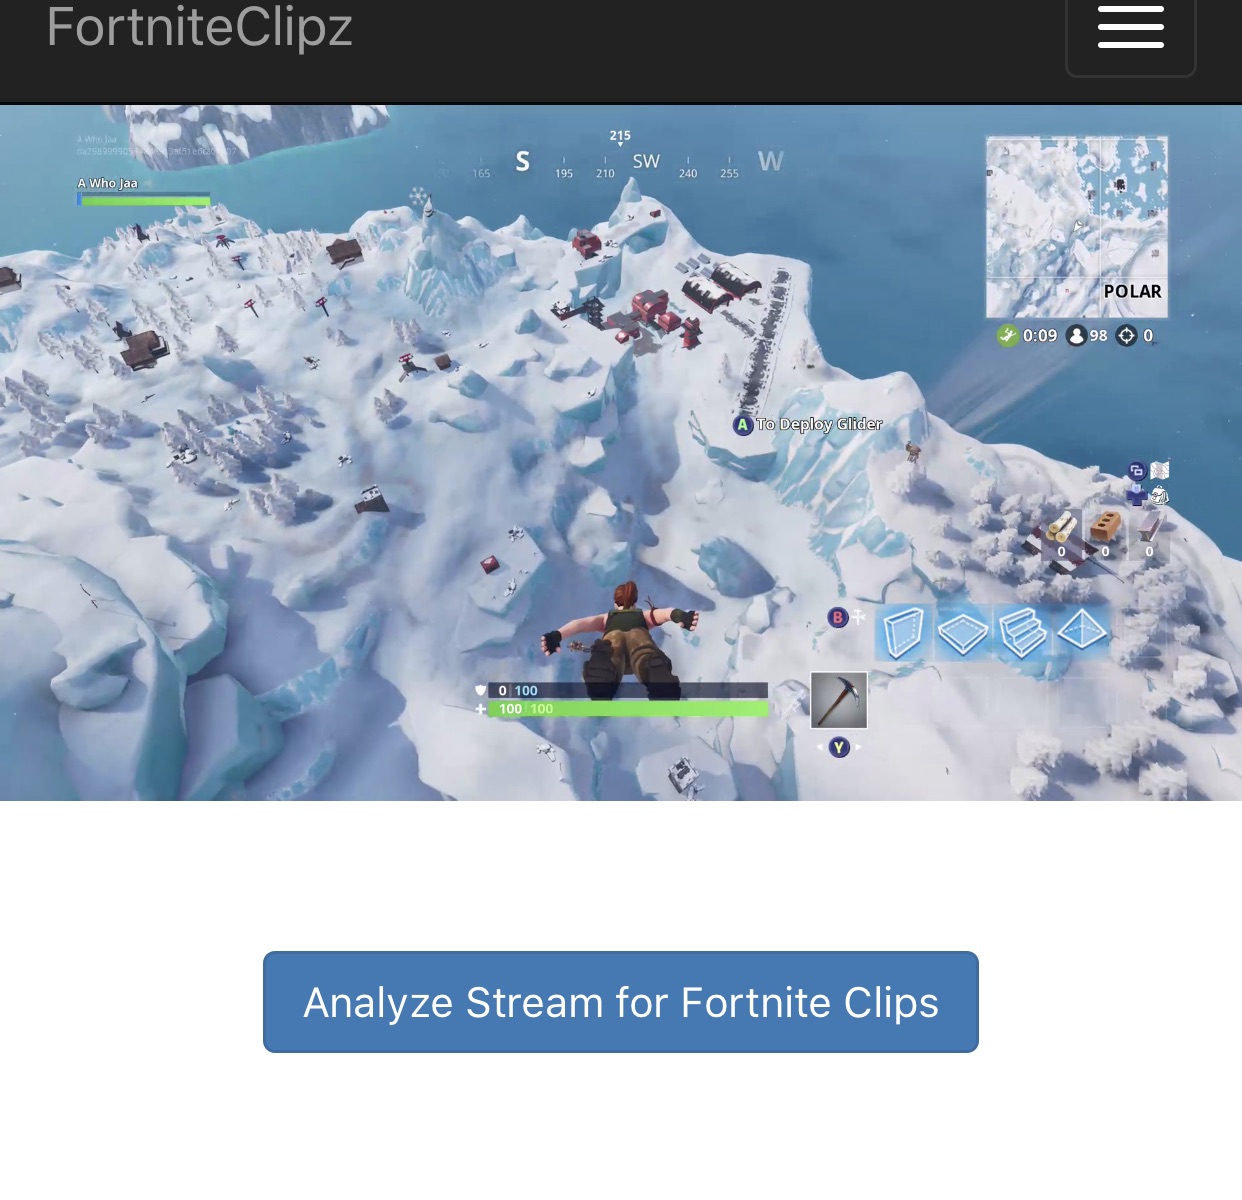 FortniteClipz
215
S SW W
165 195 210 240 255
A Who Jaa
A Who Jaa
POLAR
0:09 98 0
A To Deploy Glider
0 0 0
B
0 100
100 100
Y
Analyze Stream for Fortnite Clips